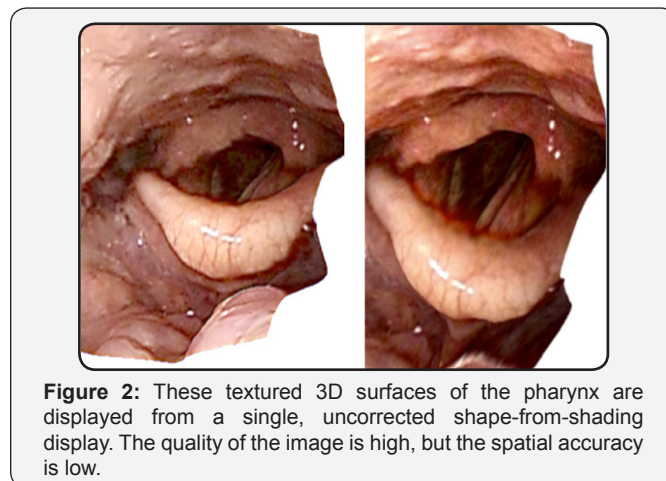 Figure 2: These textured 3D surfaces of the pharynx are
displayed from a single, uncorrected shape-from-shading
display. The quality of the image is high, but the spatial accuracy
is low.